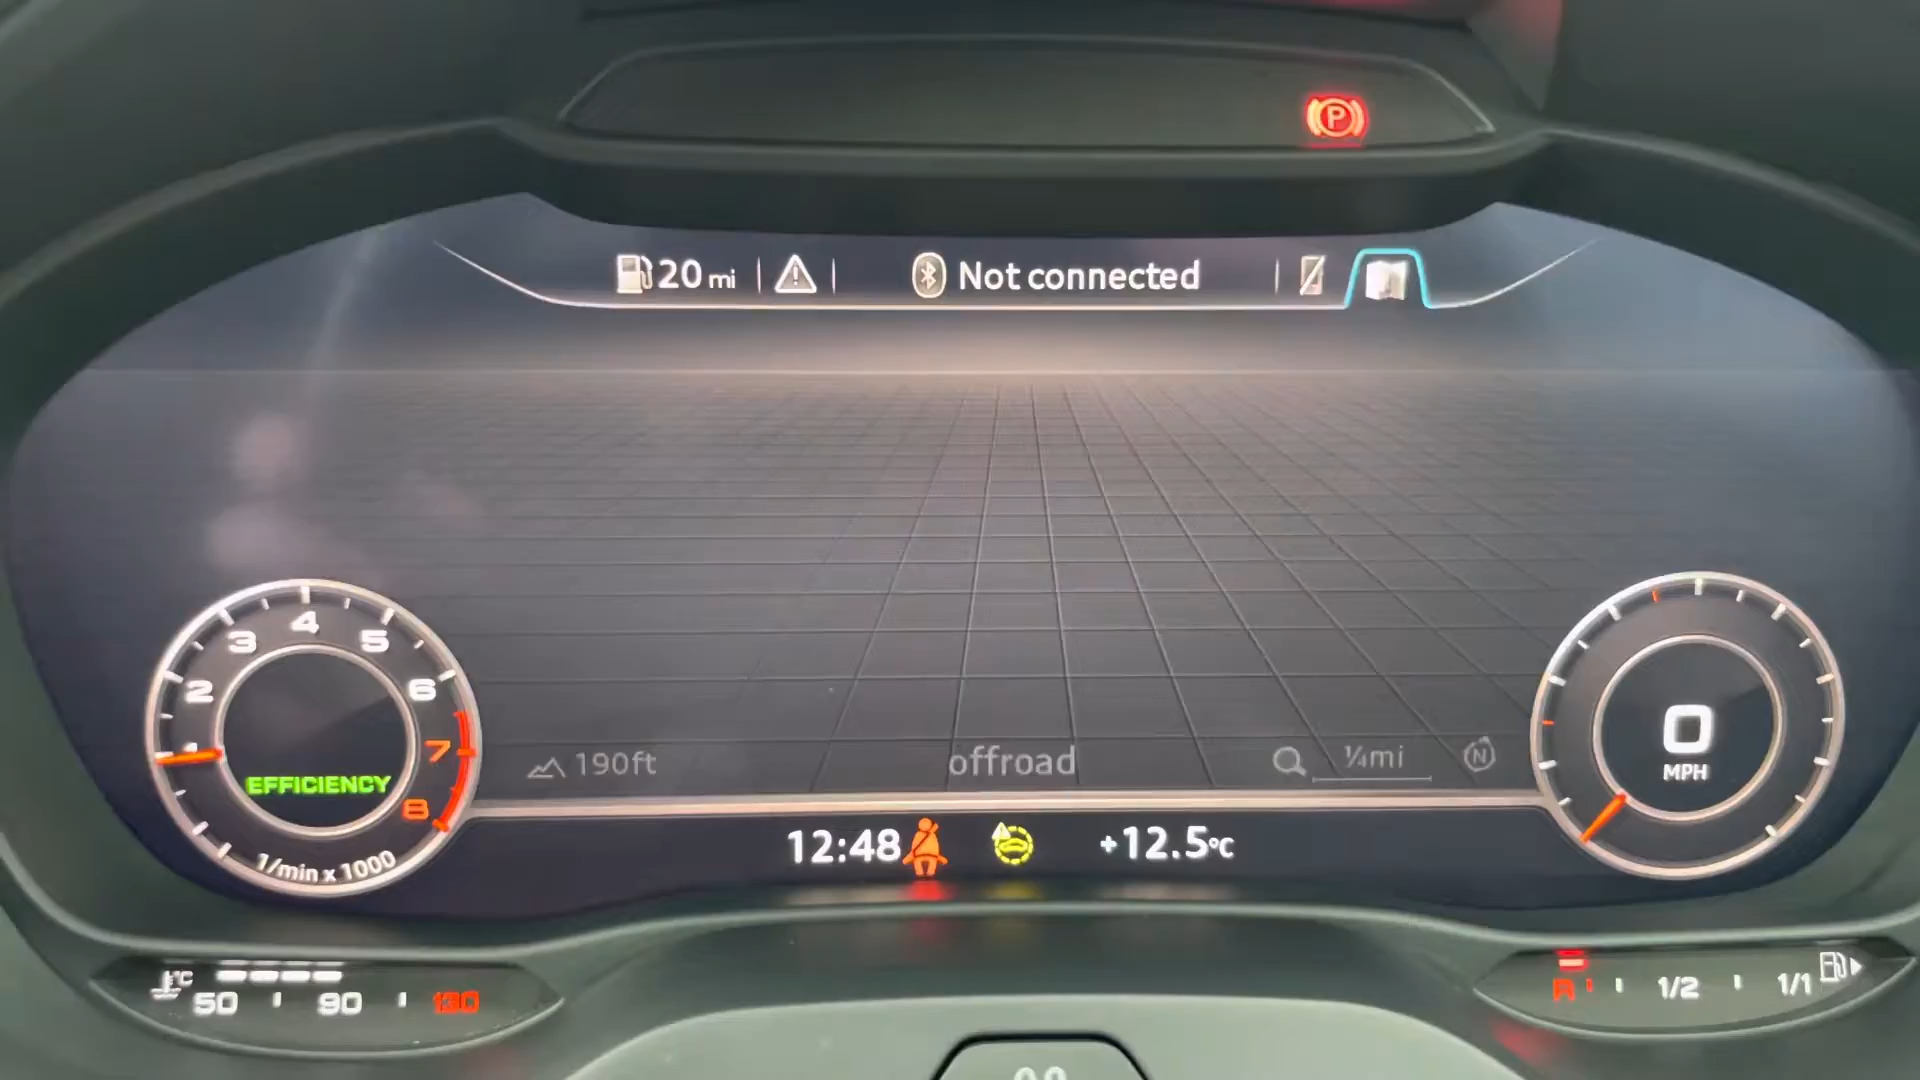 P
20 mi
Not connected
1 2 3 4 5 6 7 8
EFFICIENCY
1/min x 1000
190ft
offroad
¼mi
N
0
MPH
12:48
+12.5°C
°C
50 90 130
R 1/2 1/1